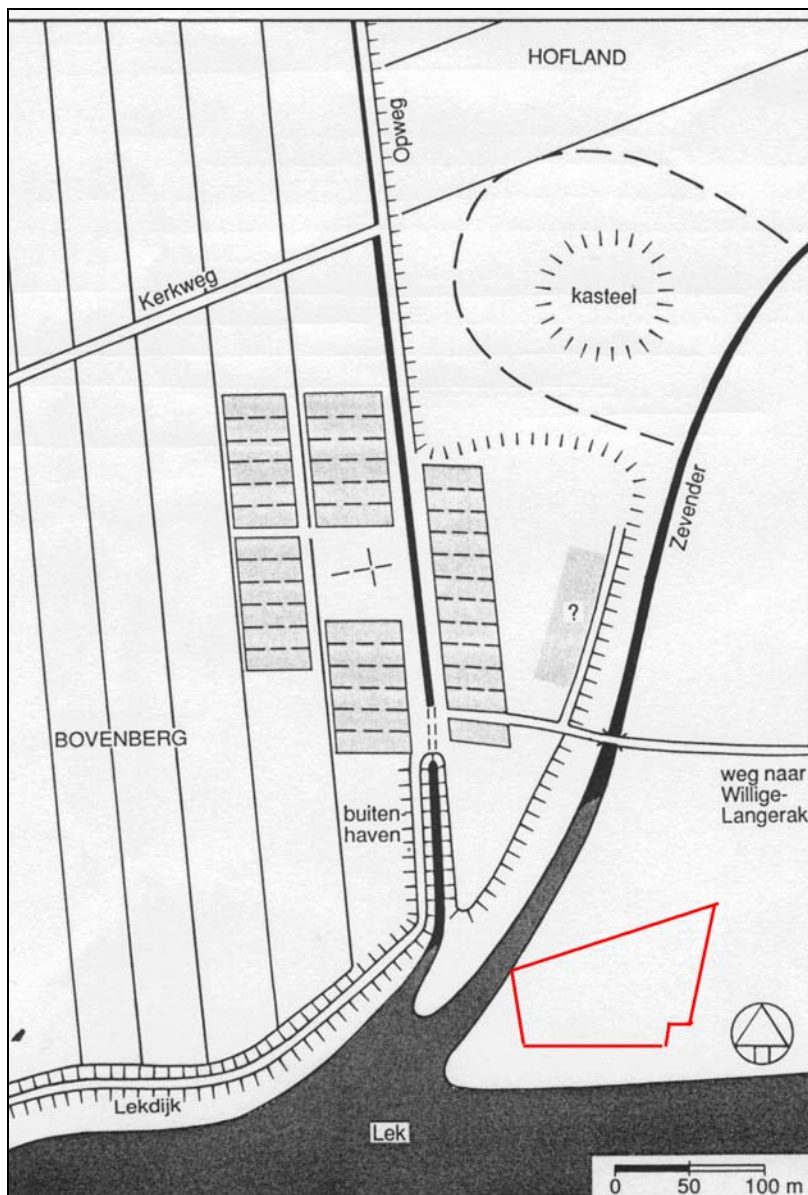 HOFLAND
Opweg
Kerkweg
kasteel
Zevender
?
BOVENBERG
weg naar
Willige-
Langerak
buiten-
haven
Lekdijk
Lek
0 50 100 m